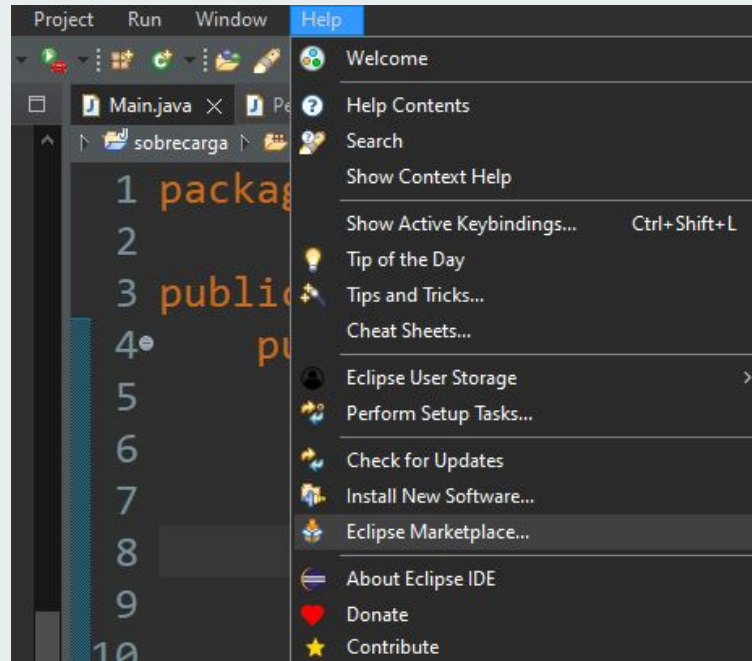 Project Run Window Help
Welcome
Main.java
Help Contents
sobrecarga
Search
Show Context Help
1
2
Show Active Keybindings... Ctrl+Shift+L
Tip of the Day
3 public
Tips and Tricks...
4
Cheat Sheets...
5
Eclipse User Storage
Perform Setup Tasks...
6
Check for Updates
7
Install New Software...
8
Eclipse Marketplace...
9
About Eclipse IDE
Donate
10
Contribute